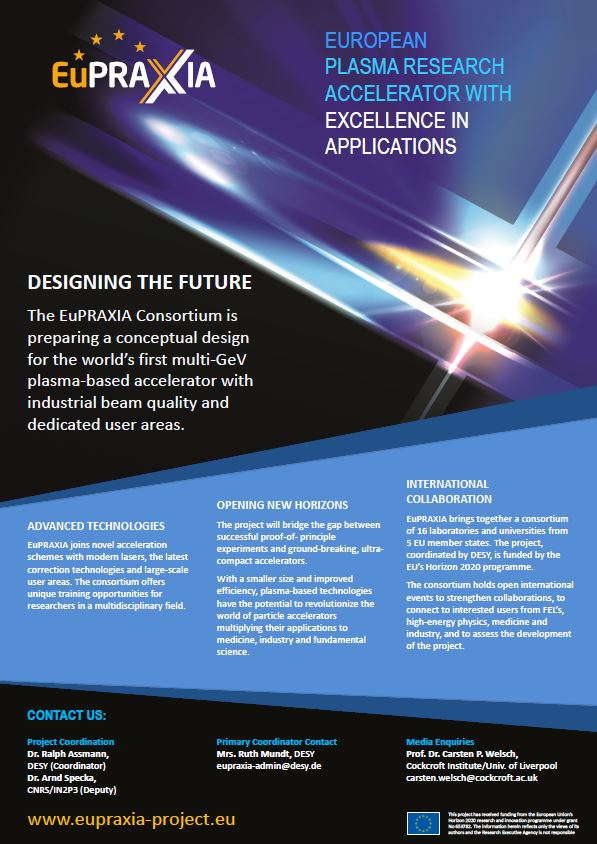 EuPRAXIA
EUROPEAN
PLASMA RESEARCH
ACCELERATOR WITH
EXCELLENCE IN
APPLICATIONS
DESIGNING THE FUTURE
The EuPRAXIA Consortium is
preparing a conceptual design
for the world's first multi-GeV
plasma-based accelerator with
industrial beam quality and
dedicated user areas.
ADVANCED TECHNOLOGIES
EuPRAXIA joins novel acceleration
schemes with modern lasers, the latest
correction technologies and large-scale
user areas. The consortium offers
unique training opportunities for
researchers in a multidisciplinary field.
OPENING NEW HORIZONS
The project will bridge the gap between
successful proof-of- principle
experiments and ground-breaking, ultra-
compact accelerators.
With a smaller size and improved
efficiency, plasma-based technologies
have the potential to revolutionize the
world of particle accelerators
multiplying their applications to
medicine, industry and fundamental
science.
INTERNATIONAL
COLLABORATION
EuPRAXIA brings together a consortium
of 16 laboratories and universities from
5 EU member states. The project,
coordinated by DESY, is funded by the
EU's Horizon 2020 programme.
The consortium holds open international
events to strengthen collaborations, to
connect to interested users from FEL's,
high-energy physics, medicine and
industry, and to assess the development
of the project.
CONTACT US:
Project Coordination
Dr. Ralph Assmann,
DESY (Coordinator)
Dr. Arnd Specka,
CNRS/IN2P3 (Deputy)
Primary Coordinator Contact
Mrs. Ruth Mundt, DESY
eupraxia-admin@desy.de
Media Enquiries
Prof. Dr. Carsten P. Welsch,
Cockcroft Institute/Univ. of Liverpool
carsten.welsch@cockcroft.ac.uk
www.eupraxia-project.eu
This project has received funding from the European Union's
Horizon 2020 research and innovation programme under grant
No 653782. The information herein reflects only the views of its
authors and the Research Executive Agency is not responsible